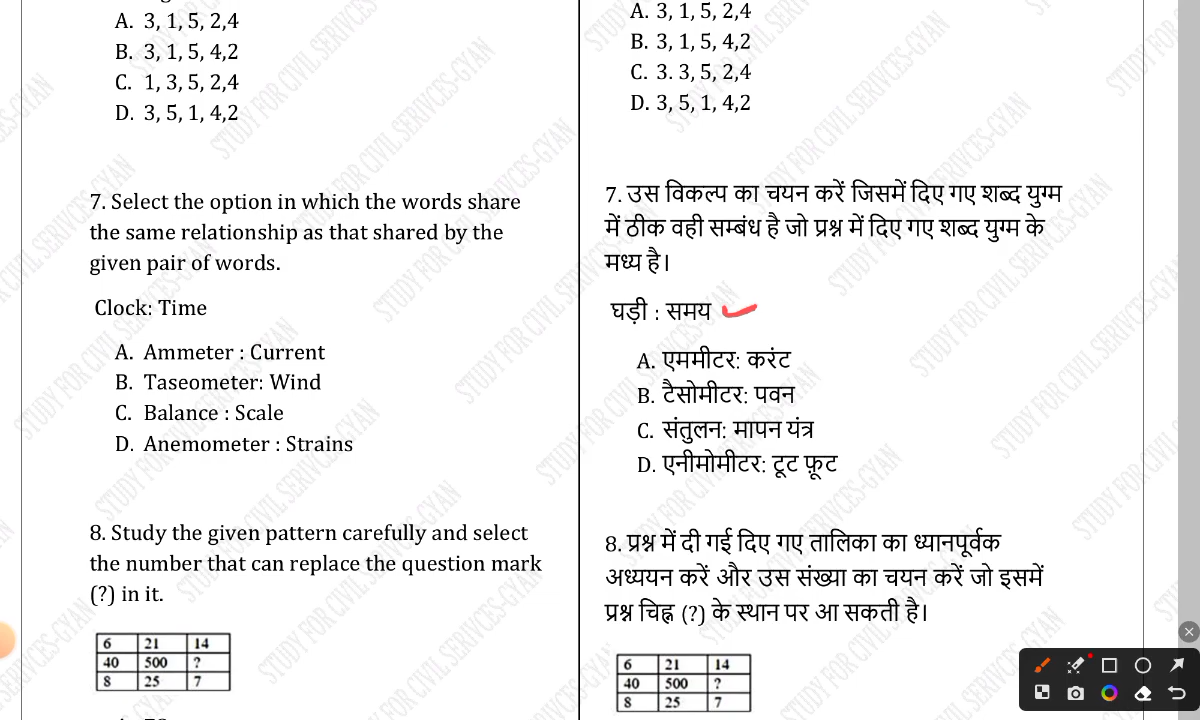 A. 3, 1, 5, 2,4
B. 3, 1, 5, 4,2
C. 1, 3, 5, 2,4
D. 3, 5, 1, 4,2
7. Select the option in which the words share
the same relationship as that shared by the
given pair of words.
Clock: Time
A. Ammeter : Current
B. Taseometer: Wind
C. Balance : Scale
D. Anemometer : Strains
8. Study the given pattern carefully and select
the number that can replace the question mark
(?) in it.
6 21 14
40 500 ?
8 25 7
A. 3, 1, 5, 2,4
B. 3, 1, 5, 4,2
C. 3. 3, 5, 2,4
D. 3, 5, 1, 4,2
7. उस विकल्प का चयन करें जिसमें दिए गए शब्द युग्म
में ठीक वही सम्बंध है जो प्रश्न में दिए गए शब्द युग्म के
मध्य है।
घड़ी : समय
A. एममीटर: करंट
B. टैसोमीटर: पवन
C. संतुलन: मापन यंत्र
D. एनीमोमीटर: टूट फ़ूट
8. प्रश्न में दी गई दिए गए तालिका का ध्यानपूर्वक
अध्ययन करें और उस संख्या का चयन करें जो इसमें
प्रश्न चिह्न (?) के स्थान पर आ सकती है।
6 21 14
40 500 ?
8 25 7
STUDY FOR CIVIL SERIVCES-GYAN